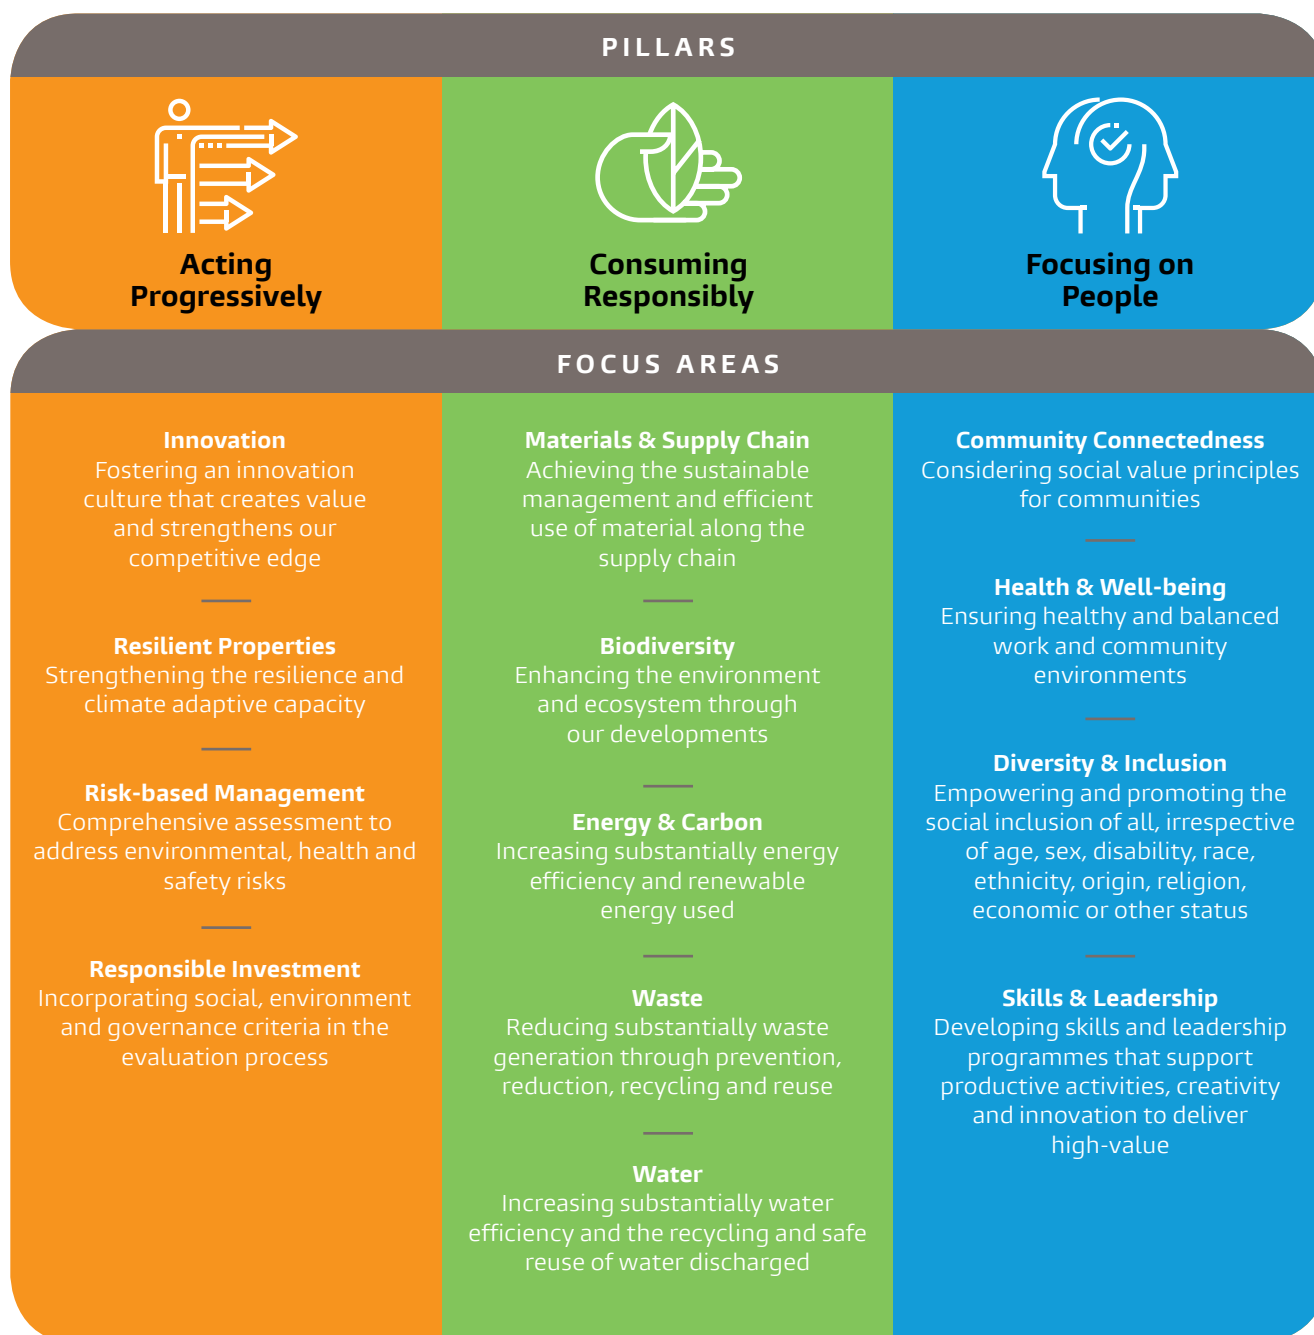 PILLARS
Acting
Progressively
Consuming
Responsibly
Focusing on
People
FOCUS AREAS
Innovation
Fostering an innovation
culture that creates value
and strengthens our
competitive edge
Resilient Properties
Strengthening the resilience and
climate adaptive capacity
Risk-based Management
Comprehensive assessment to
address environmental, health and
safety risks
Responsible Investment
Incorporating social, environment
and governance criteria in the
evaluation process
Materials & Supply Chain
Achieving the sustainable
management and efficient
use of material along the
supply chain
Biodiversity
Enhancing the environment
and ecosystem through
our developments
Energy & Carbon
Increasing substantially energy
efficiency and renewable
energy used
Waste
Reducing substantially waste
generation through prevention,
reduction, recycling and reuse
Water
Increasing substantially water
efficiency and the recycling and safe
reuse of water discharged
Community Connectedness
Considering social value principles
for communities
Health & Well-being
Ensuring healthy and balanced
work and community
environments
Diversity & Inclusion
Empowering and promoting the
social inclusion of all, irrespective
of age, sex, disability, race,
ethnicity, origin, religion,
economic or other status
Skills & Leadership
Developing skills and leadership
programmes that support
productive activities, creativity
and innovation to deliver
high-value